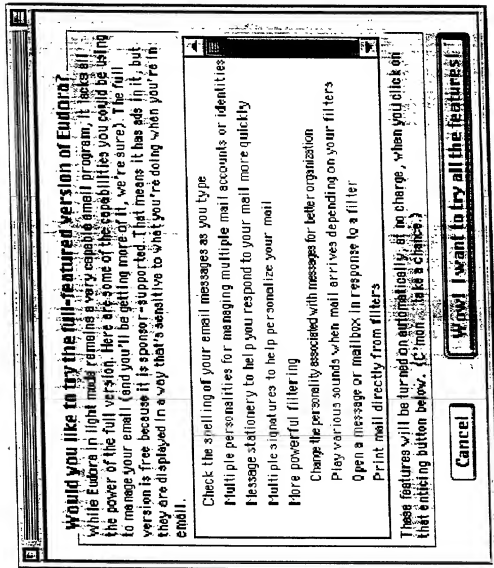 Would you like to try the full-featured version of Eudora?
While Eudora in light mode remains a very capable email program, it lacks all
the power of the full version. Here are some of the capabilities you could be using
to manage your email (and you'll be getting more of it, we're sure). The full
version is free because it is sponsor-supported. That means it has ads in it, but
they are displayed in a way that's sensitive to what you're doing when you're in
email.
Check the spelling of your email messages as you type
Multiple personalities for managing multiple mail accounts or identities
Message stationery to help you respond to your mail more quickly
Multiple signatures to help personalize your mail
More powerful filtering
Change the personality associated with messages for better organization
Play various sounds when mail arrives depending on your filters
Open a message or mailbox in response to a filter
Print mail directly from filters
These features will be turned on automatically, at no charge, when you click on
that enticing button below. (C'mon - take a chance.)
Cancel
Wow! I want to try all the features!